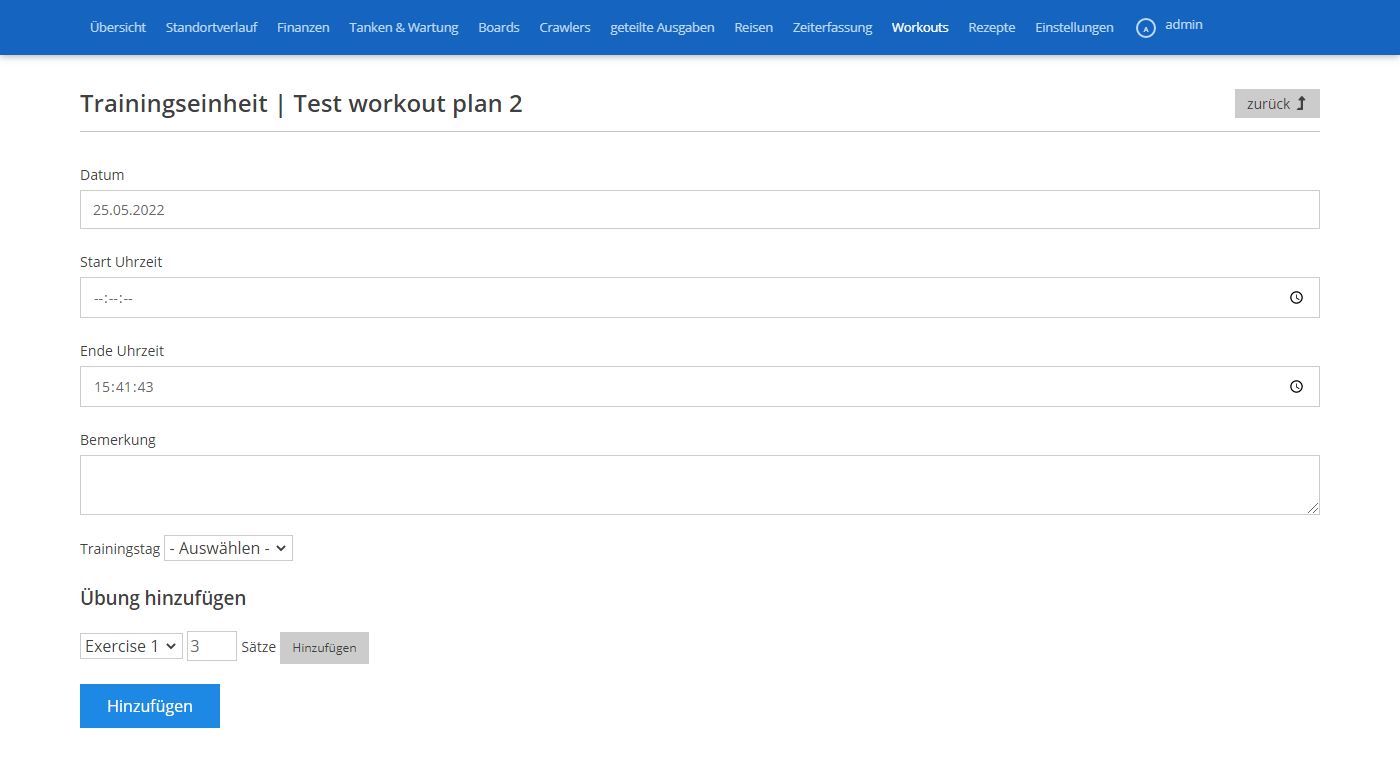 Übersicht Standortverlauf Finanzen Tanken & Wartung Boards Crawlers geteilte Ausgaben Reisen Zeiterfassung Workouts Rezepte Einstellungen A admin
Trainingseinheit | Test workout plan 2 zurück
Datum
25.05.2022
Start Uhrzeit
--:--:--
Ende Uhrzeit
15:41:43
Bemerkung
Trainingstag - Auswählen -
Übung hinzufügen
Exercise 1 3 Sätze Hinzufügen
Hinzufügen